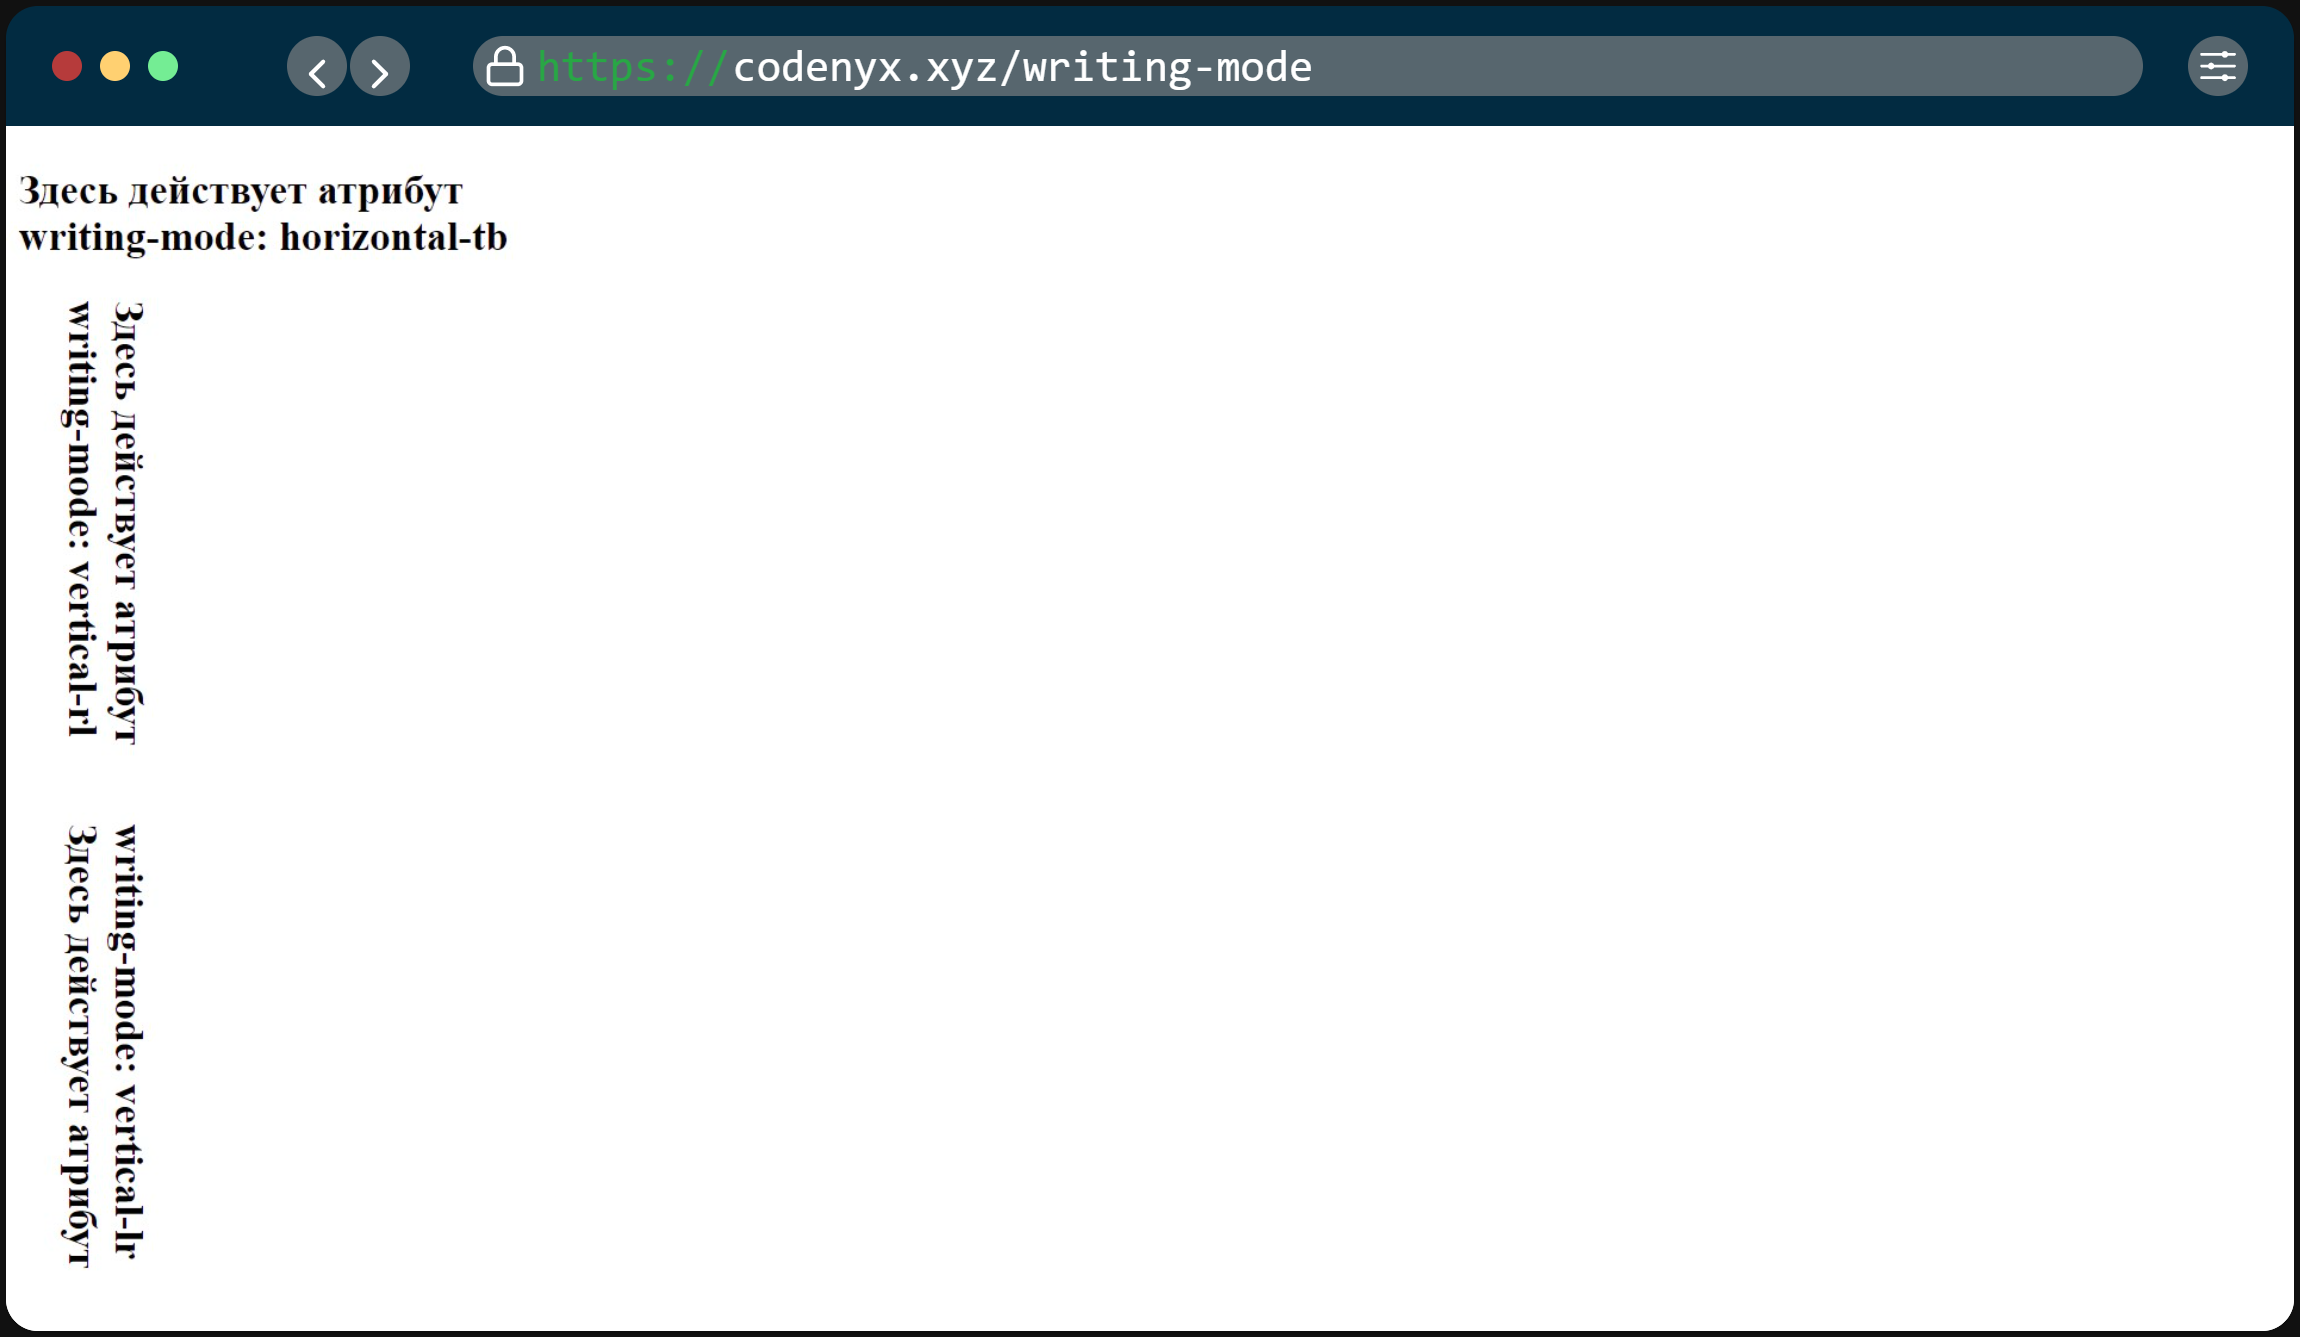 https://codenyx.xyz/writing-mode
Здесь действует атрибут
writing-mode: horizontal-tb
Здесь действует атрибут
writing-mode: vertical-rl
Здесь действует атрибут
writing-mode: vertical-lr